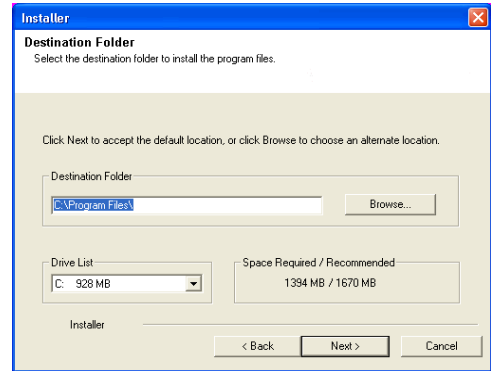 Installer
Destination Folder
Select the destination folder to install the program files.
Click Next to accept the default location, or click Browse to choose an alternate location.
Destination Folder
C:\Program Files\
Browse...
Drive List
C: 928 MB
Space Required / Recommended
1394 MB / 1670 MB
Installer
< Back
Next >
Cancel